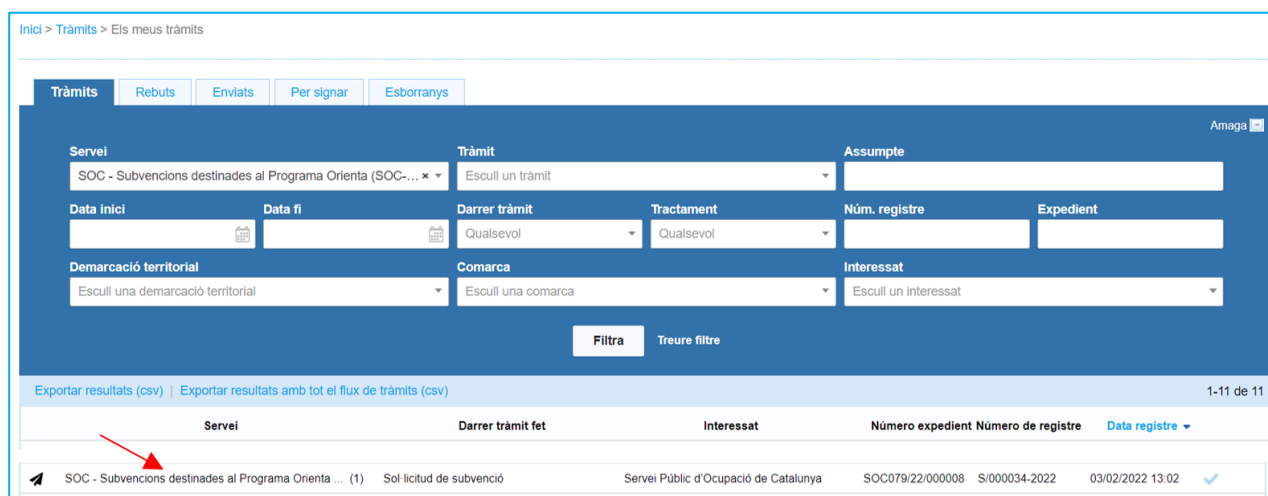 Inici > Tràmits > Els meus tràmits
Tràmits Rebuts Enviats Per signar Esborranys
Amaga
Servei Tràmit Assumpte
SOC - Subvencions destinades al Programa Orienta (SOC-... × Escull un tràmit
Data inici Data fi Darrer tràmit Tractament Núm. registre Expedient
Qualsevol Qualsevol
Demarcació territorial Comarca Interessat
Escull una demarcació territorial Escull una comarca Escull un interessat
Filtra Treure filtre
Exportar resultats (csv) | Exportar resultats amb tot el flux de tràmits (csv) 1-11 de 11
Servei Darrer tràmit fet Interessat Número expedient Número de registre Data registre
SOC - Subvencions destinades al Programa Orienta ... (1) Sol·licitud de subvenció Servei Públic d'Ocupació de Catalunya SOC079/22/000008 S/000034-2022 03/02/2022 13:02